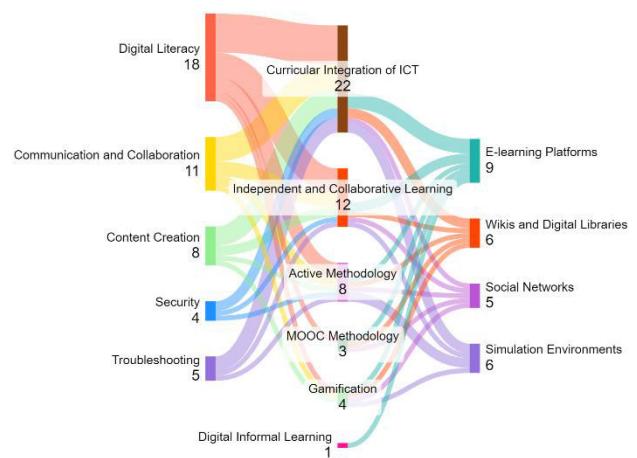 Digital Literacy
18
Communication and Collaboration
11
Content Creation
8
Security
4
Troubleshooting
5
Curricular Integration of ICT
22
Independent and Collaborative Learning
12
Active Methodology
8
MOOC Methodology
3
Gamification
4
Digital Informal Learning
1
E-learning Platforms
9
Wikis and Digital Libraries
6
Social Networks
5
Simulation Environments
6